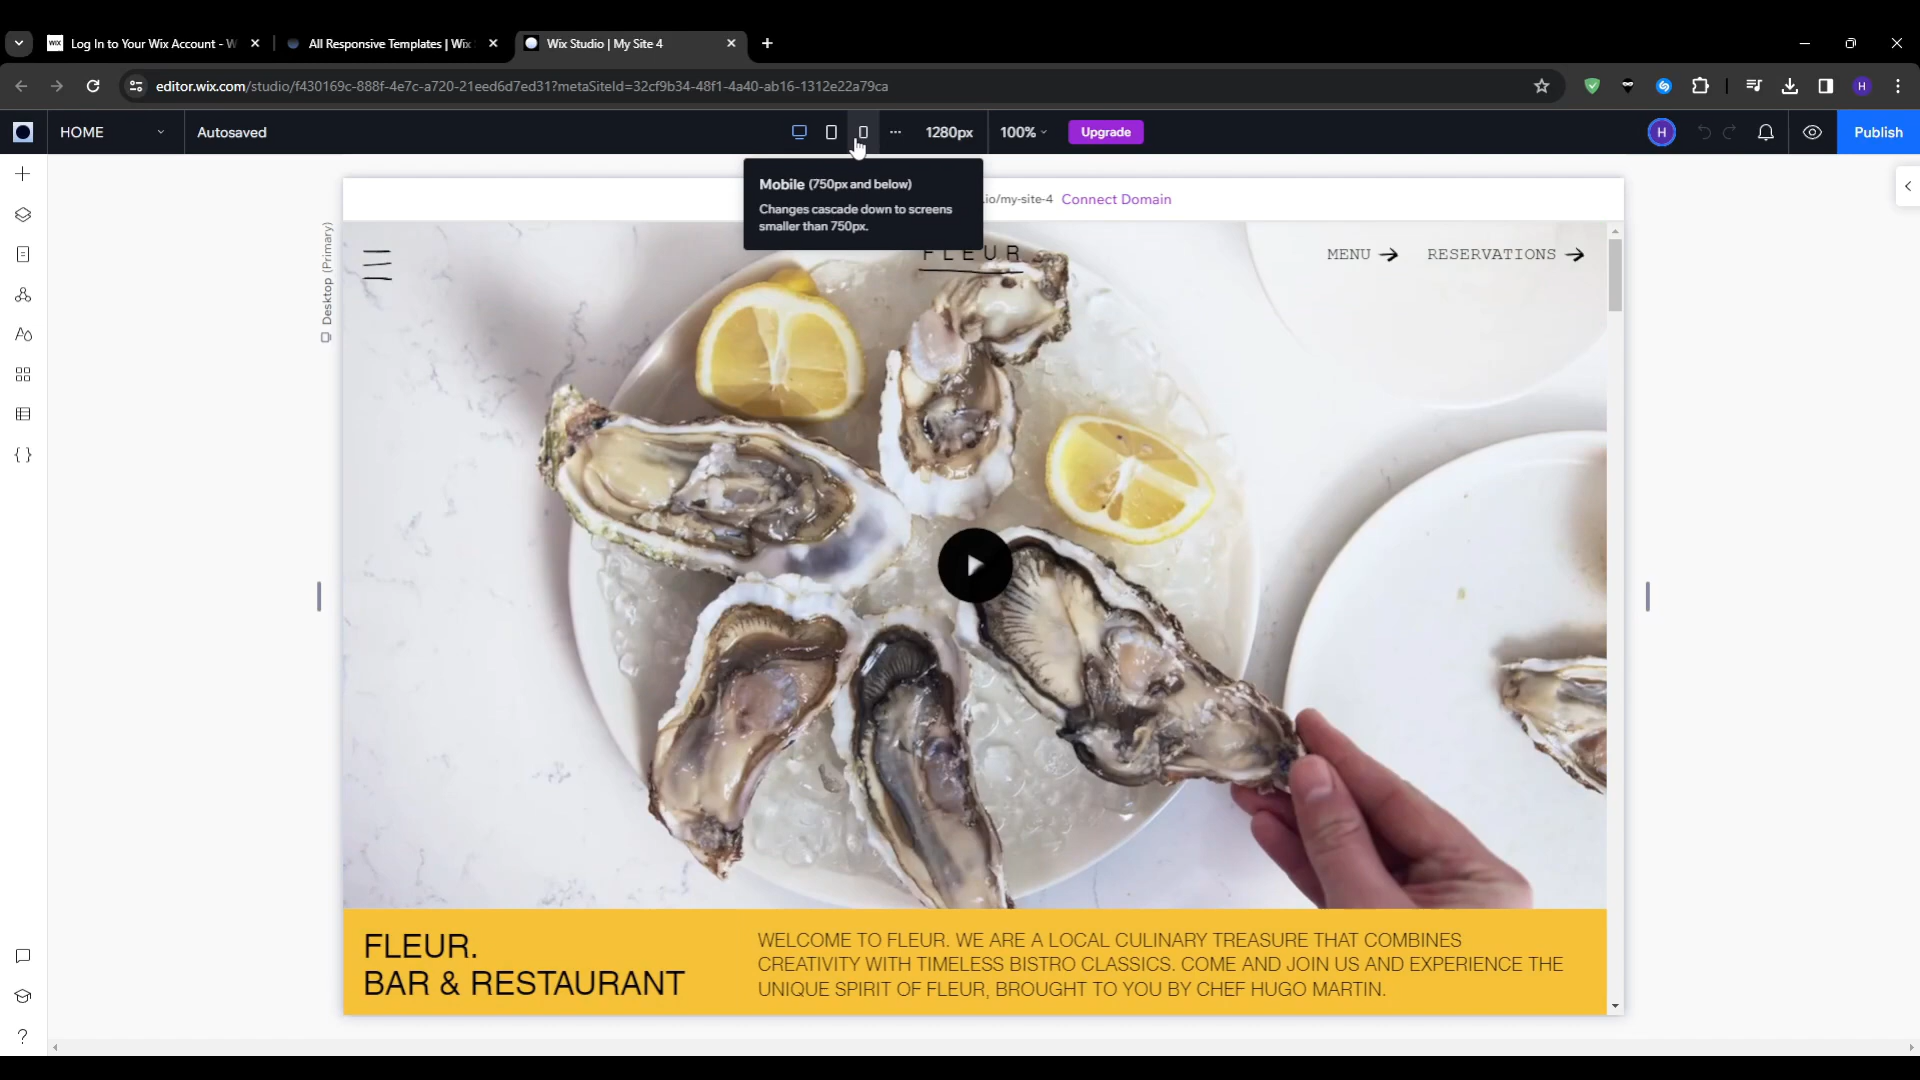 Log In to Your Wix Account - W
All Responsive Templates | Wix
Wix Studio | My Site 4
editor.wix.com/studio/f430169c-888f-4e7c-a720-21eed6d7ed31?metaSiteId=32cf9b34-48f1-4a40-ab16-1312e22a79ca
H
HOME
Autosaved
1280px
100%
Upgrade
H
Publish
Mobile (750px and below)
Changes cascade down to screens
smaller than 750px.
.io/my-site-4 Connect Domain
Desktop (Primary)
FLEUR
MENU
RESERVATIONS
FLEUR.
BAR & RESTAURANT
WELCOME TO FLEUR. WE ARE A LOCAL CULINARY TREASURE THAT COMBINES
CREATIVITY WITH TIMELESS BISTRO CLASSICS. COME AND JOIN US AND EXPERIENCE THE
UNIQUE SPIRIT OF FLEUR, BROUGHT TO YOU BY CHEF HUGO MARTIN.